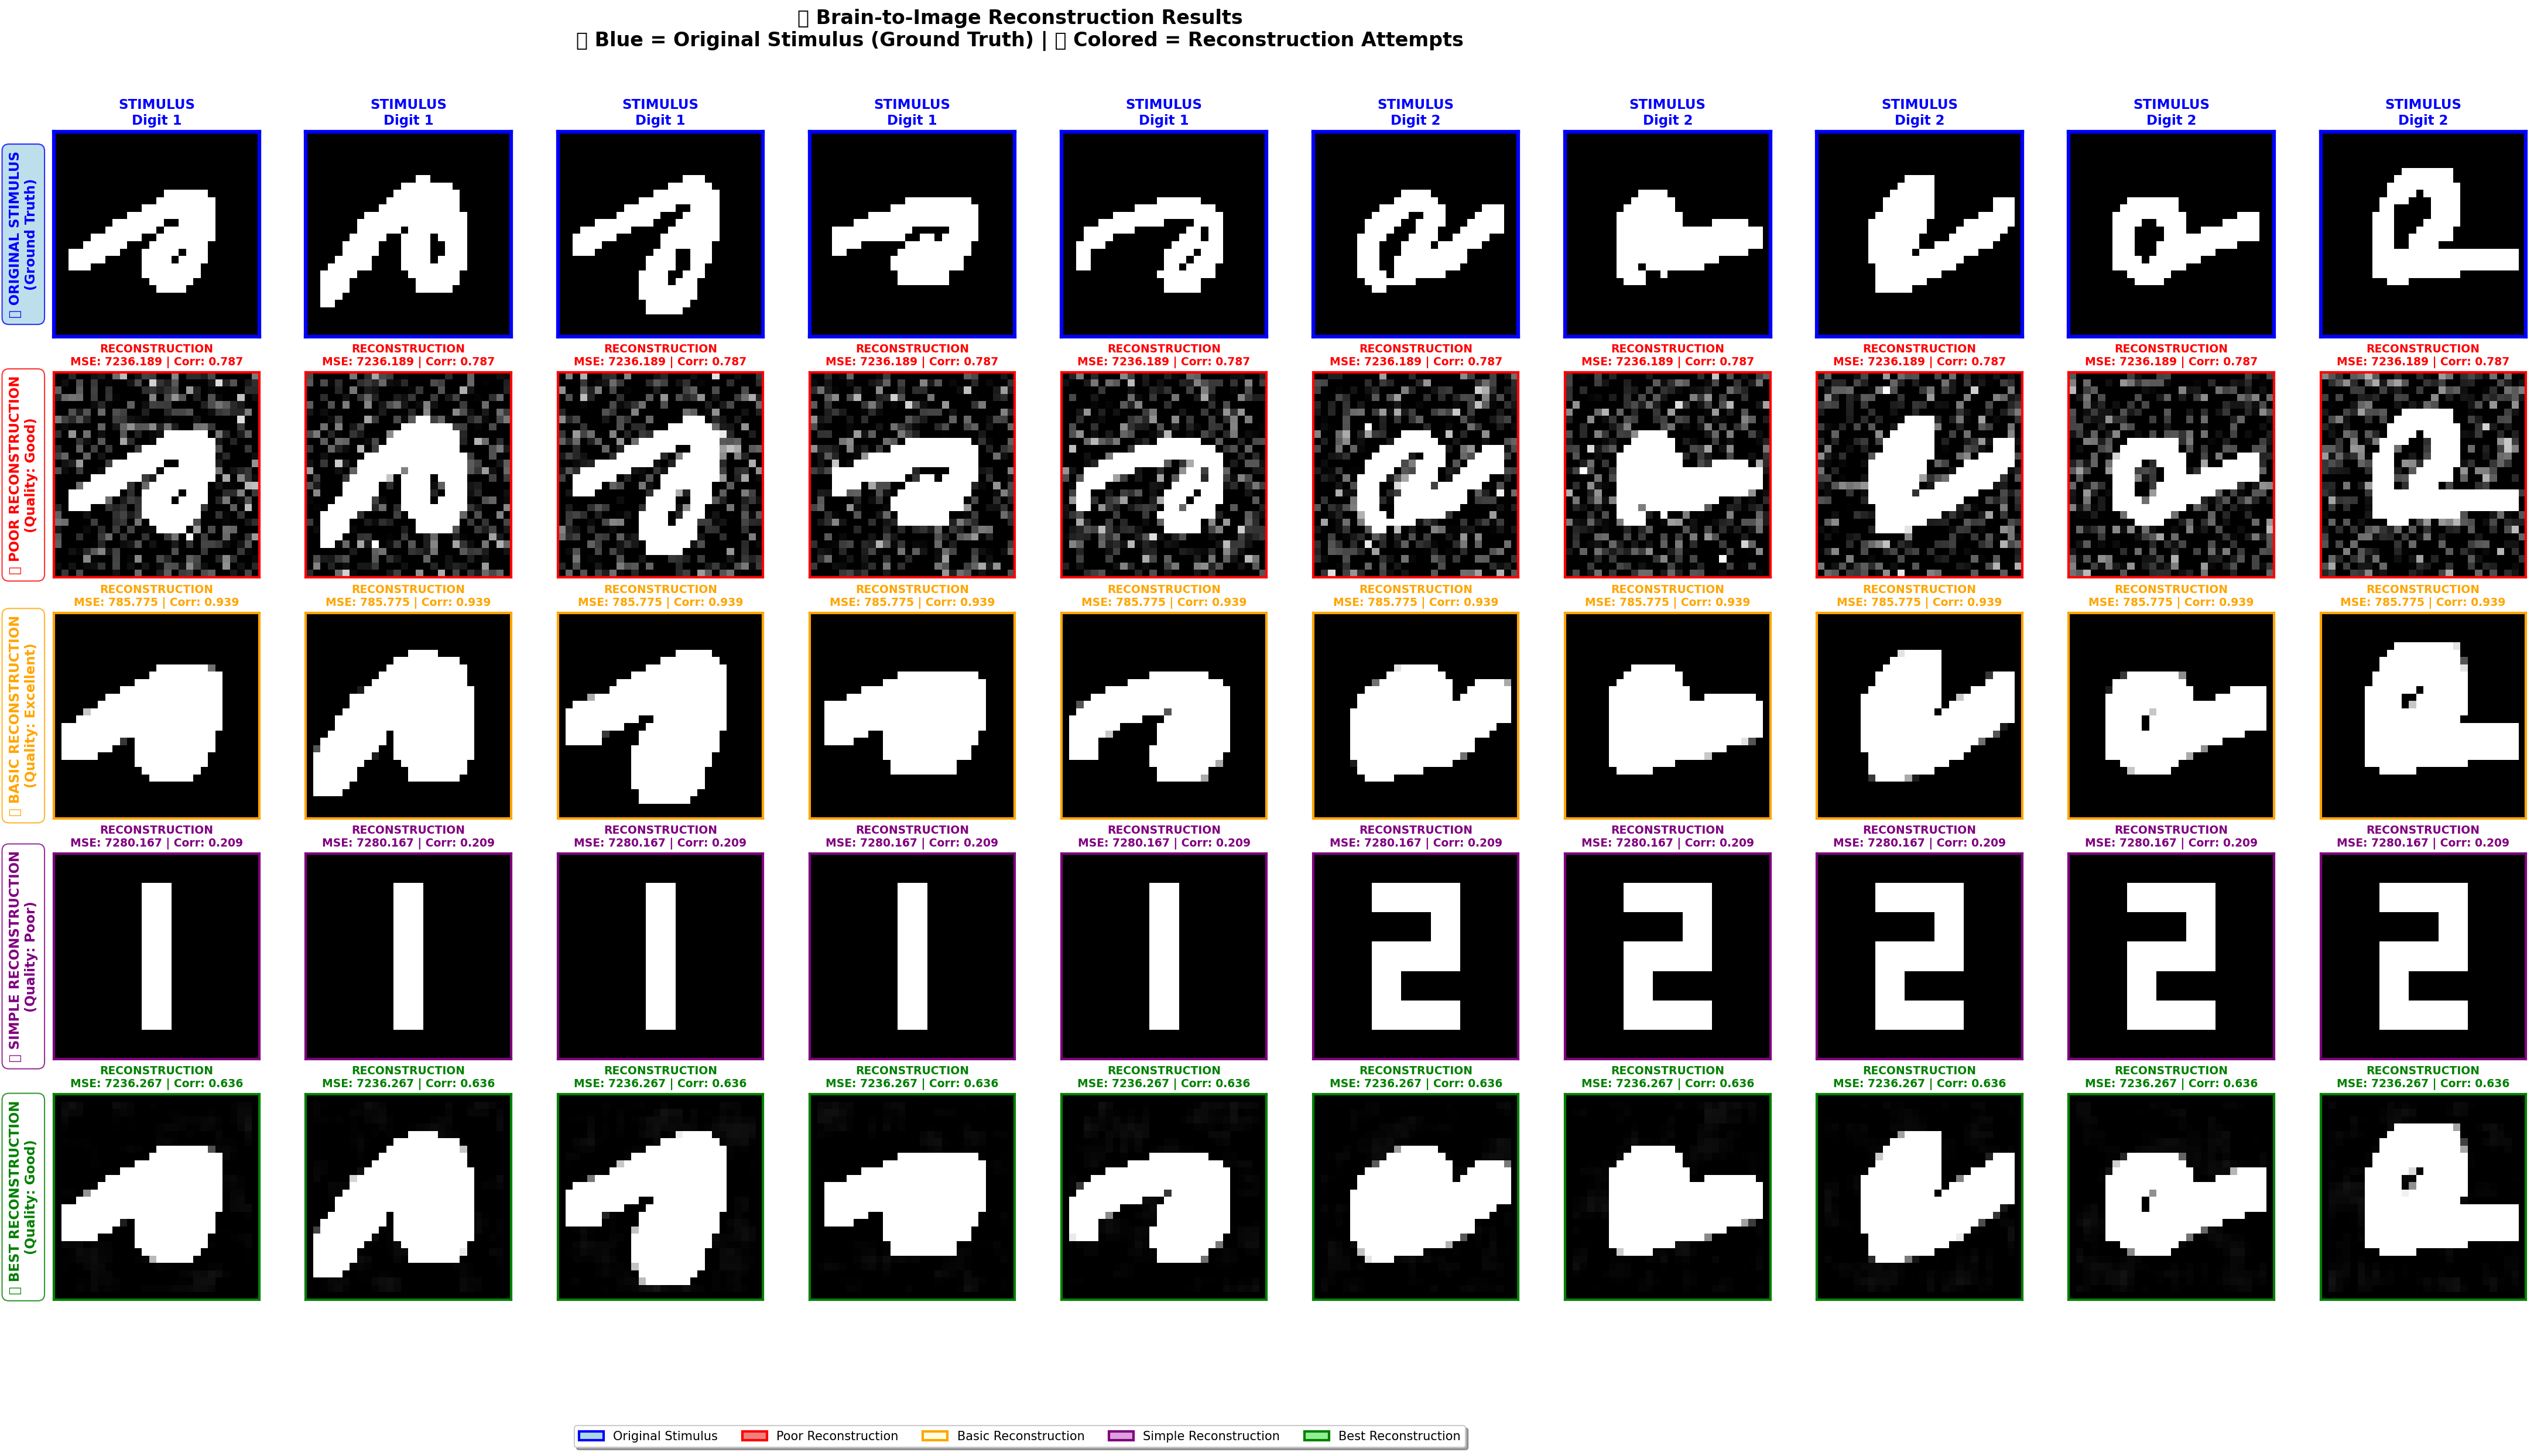 Brain-to-Image Reconstruction Results
Blue = Original Stimulus (Ground Truth) | Colored = Reconstruction Attempts
STIMULUS STIMULUS STIMULUS STIMULUS STIMULUS STIMULUS STIMULUS STIMULUS STIMULUS STIMULUS
Digit 1 Digit 1 Digit 1 Digit 1 Digit 1 Digit 2 Digit 2 Digit 2 Digit 2 Digit 2
ORIGINAL STIMULUS
(Ground Truth)
RECONSTRUCTION RECONSTRUCTION RECONSTRUCTION RECONSTRUCTION RECONSTRUCTION RECONSTRUCTION RECONSTRUCTION RECONSTRUCTION RECONSTRUCTION RECONSTRUCTION
MSE: 7236.189 | Corr: 0.787 MSE: 7236.189 | Corr: 0.787 MSE: 7236.189 | Corr: 0.787 MSE: 7236.189 | Corr: 0.787 MSE: 7236.189 | Corr: 0.787 MSE: 7236.189 | Corr: 0.787 MSE: 7236.189 | Corr: 0.787 MSE: 7236.189 | Corr: 0.787 MSE: 7236.189 | Corr: 0.787 MSE: 7236.189 | Corr: 0.787
POOR RECONSTRUCTION
(Quality: Good)
RECONSTRUCTION RECONSTRUCTION RECONSTRUCTION RECONSTRUCTION RECONSTRUCTION RECONSTRUCTION RECONSTRUCTION RECONSTRUCTION RECONSTRUCTION RECONSTRUCTION
MSE: 785.775 | Corr: 0.939 MSE: 785.775 | Corr: 0.939 MSE: 785.775 | Corr: 0.939 MSE: 785.775 | Corr: 0.939 MSE: 785.775 | Corr: 0.939 MSE: 785.775 | Corr: 0.939 MSE: 785.775 | Corr: 0.939 MSE: 785.775 | Corr: 0.939 MSE: 785.775 | Corr: 0.939 MSE: 785.775 | Corr: 0.939
BASIC RECONSTRUCTION
(Quality: Excellent)
RECONSTRUCTION RECONSTRUCTION RECONSTRUCTION RECONSTRUCTION RECONSTRUCTION RECONSTRUCTION RECONSTRUCTION RECONSTRUCTION RECONSTRUCTION RECONSTRUCTION
MSE: 7280.167 | Corr: 0.209 MSE: 7280.167 | Corr: 0.209 MSE: 7280.167 | Corr: 0.209 MSE: 7280.167 | Corr: 0.209 MSE: 7280.167 | Corr: 0.209 MSE: 7280.167 | Corr: 0.209 MSE: 7280.167 | Corr: 0.209 MSE: 7280.167 | Corr: 0.209 MSE: 7280.167 | Corr: 0.209 MSE: 7280.167 | Corr: 0.209
SIMPLE RECONSTRUCTION
(Quality: Poor)
1 1 1 1 1 2 2 2 2 2
RECONSTRUCTION RECONSTRUCTION RECONSTRUCTION RECONSTRUCTION RECONSTRUCTION RECONSTRUCTION RECONSTRUCTION RECONSTRUCTION RECONSTRUCTION RECONSTRUCTION
MSE: 7236.267 | Corr: 0.636 MSE: 7236.267 | Corr: 0.636 MSE: 7236.267 | Corr: 0.636 MSE: 7236.267 | Corr: 0.636 MSE: 7236.267 | Corr: 0.636 MSE: 7236.267 | Corr: 0.636 MSE: 7236.267 | Corr: 0.636 MSE: 7236.267 | Corr: 0.636 MSE: 7236.267 | Corr: 0.636 MSE: 7236.267 | Corr: 0.636
BEST RECONSTRUCTION
(Quality: Good)
Original Stimulus Poor Reconstruction Basic Reconstruction Simple Reconstruction Best Reconstruction